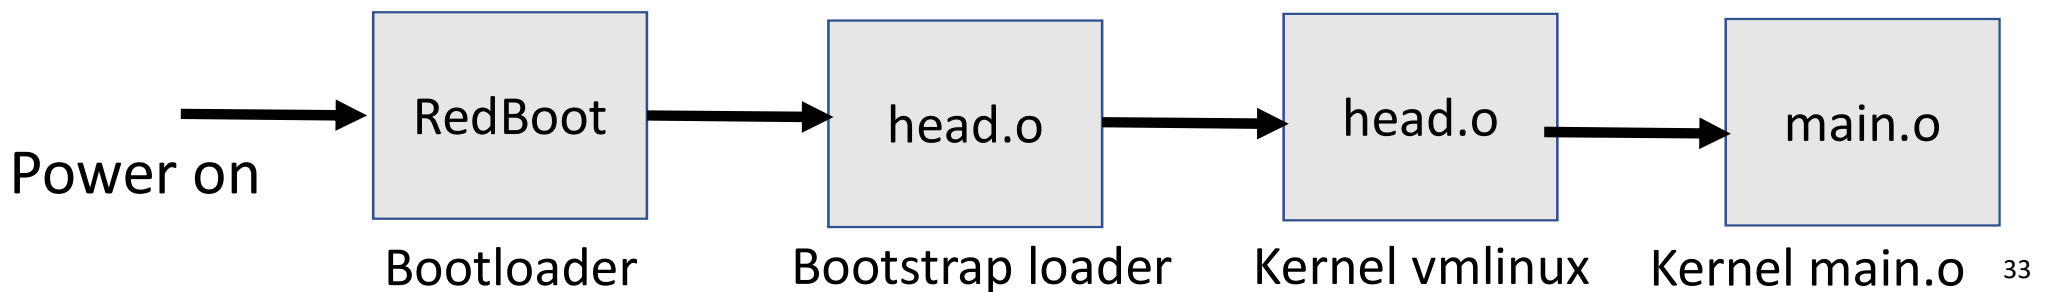 RedBoot
head.o
head.o
main.o
Power on
Bootloader
Bootstrap loader
Kernel vmlinux
Kernel main.o
33